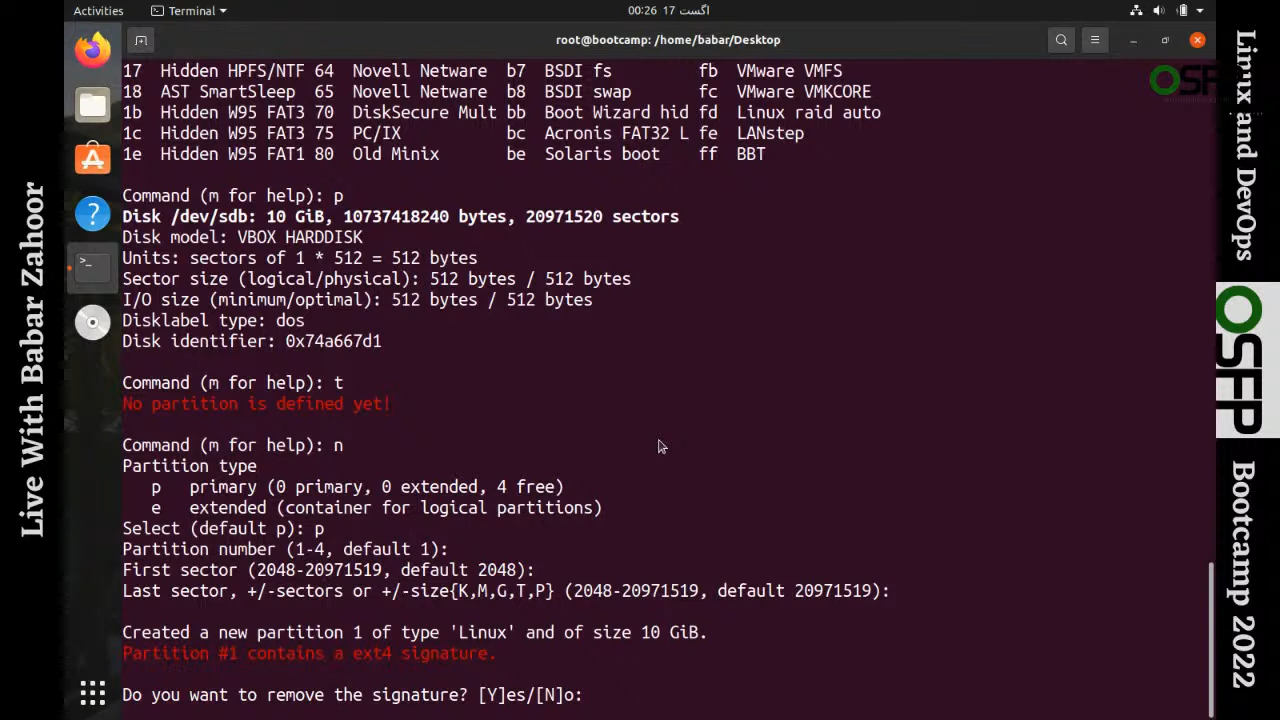 Activities
Terminal
00:26 17 اگست
root@bootcamp: /home/babar/Desktop
17 Hidden HPFS/NTF 64 Novell Netware b7 BSDI fs fb VMware VMFS
18 AST SmartSleep 65 Novell Netware b8 BSDI swap fc VMware VMKCORE
1b Hidden W95 FAT3 70 DiskSecure Mult bb Boot Wizard hid fd Linux raid auto
1c Hidden W95 FAT3 75 PC/IX bc Acronis FAT32 L fe LANstep
1e Hidden W95 FAT1 80 Old Minix be Solaris boot ff BBT
Command (m for help): p
Disk /dev/sdb: 10 GiB, 10737418240 bytes, 20971520 sectors
Disk model: VBOX HARDDISK
Units: sectors of 1 * 512 = 512 bytes
Sector size (logical/physical): 512 bytes / 512 bytes
I/O size (minimum/optimal): 512 bytes / 512 bytes
Disklabel type: dos
Disk identifier: 0x74a667d1
Command (m for help): t
No partition is defined yet!
Command (m for help): n
Partition type
p primary (0 primary, 0 extended, 4 free)
e extended (container for logical partitions)
Select (default p): p
Partition number (1-4, default 1):
First sector (2048-20971519, default 2048):
Last sector, +/-sectors or +/-size{K,M,G,T,P} (2048-20971519, default 20971519):
Created a new partition 1 of type 'Linux' and of size 10 GiB.
Partition #1 contains a ext4 signature.
Do you want to remove the signature? [Y]es/[N]o:
Live With Babar Zahoor
Linux and DevOps
OSFP
Bootcamp 2022
OSFP